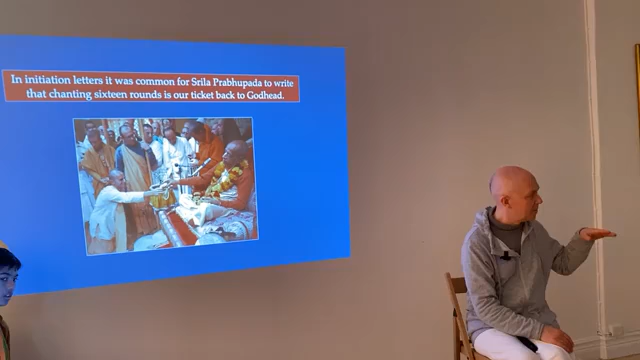 In initiation letters it was common for Srila Prabhupada to write
that chanting sixteen rounds is our ticket back to Godhead.